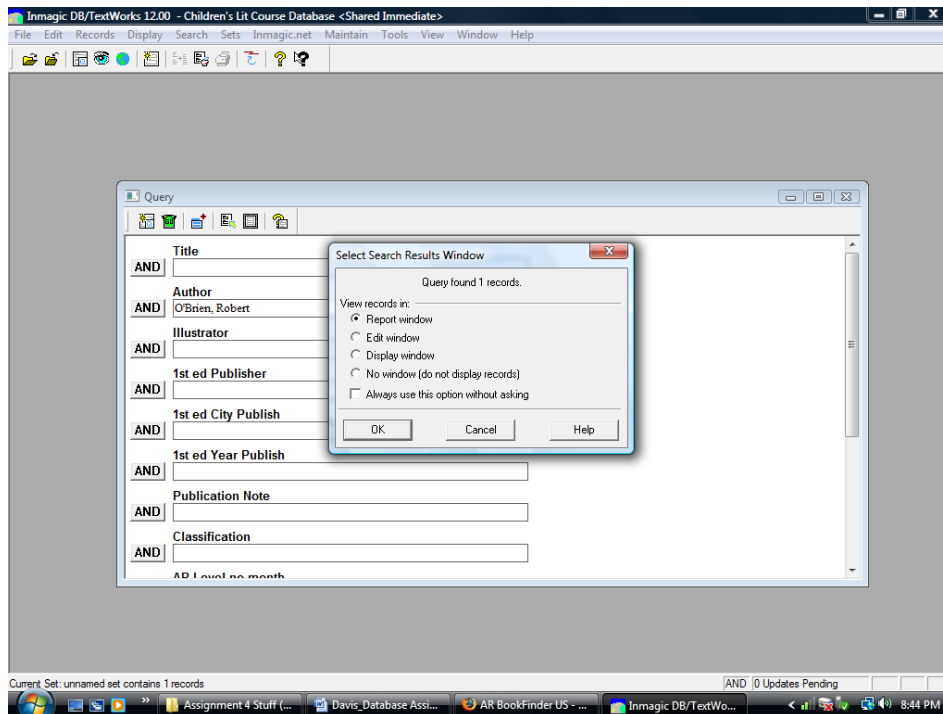 Inmagic DB/TextWorks 12.00 - Children's Lit Course Database <Shared Immediate>
File Edit Records Display Search Sets Inmagic.net Maintain Tools View Window Help
Query
Title
AND
Author
AND O'Brien, Robert
Illustrator
AND
1st ed Publisher
AND
1st ed City Publish
AND
1st ed Year Publish
AND
Publication Note
AND
Classification
AND
AR Level no month
Select Search Results Window
Query found 1 records.
View records in:
Report window
Edit window
Display window
No window (do not display records)
Always use this option without asking
OK Cancel Help
Current Set: unnamed set contains 1 records AND 0 Updates Pending
Assignment 4 Stuff (... Davis_Database Assi... AR BookFinder US - ... Inmagic DB/TextWo... 8:44 PM